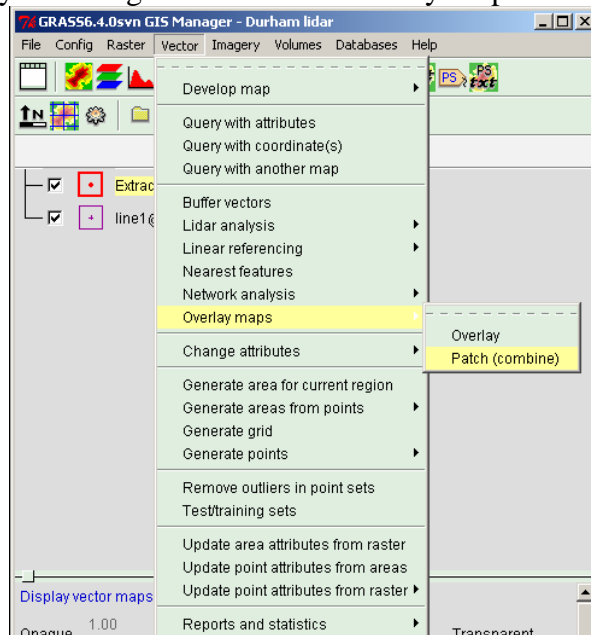 GRASS6.4.0svn GIS Manager - Durham lidar
File Config Raster Vector Imagery Volumes Databases Help
PS PS text
N
Develop map
Query with attributes
Query with coordinate(s)
Query with another map
Extrac
Buffer vectors
line1@
Lidar analysis
Linear referencing
Nearest features
Network analysis
Overlay maps
Overlay
Change attributes
Patch (combine)
Generate area for current region
Generate areas from points
Generate grid
Generate points
Remove outliers in point sets
Test/training sets
Update area attributes from raster
Update point attributes from areas
Display vector maps
Update point attributes from raster
1.00
Reports and statistics
Opaque
Transparent